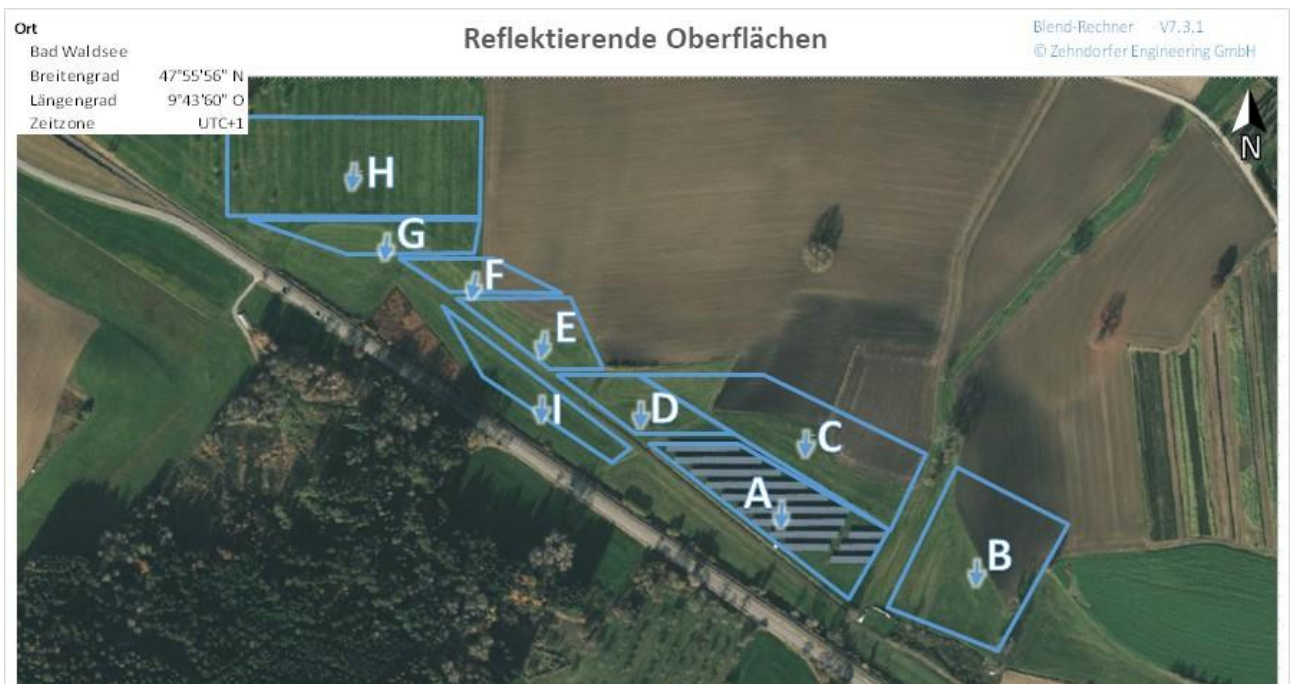 Ort
Bad Waldsee
Breitengrad 47°55'56" N
Längengrad 9°43'60" O
Zeitzone UTC+1
Reflektierende Oberflächen
Blend-Rechner V7.3.1
© Zehndorfer Engineering GmbH
N
H
G
F
E
I
D
C
A
B